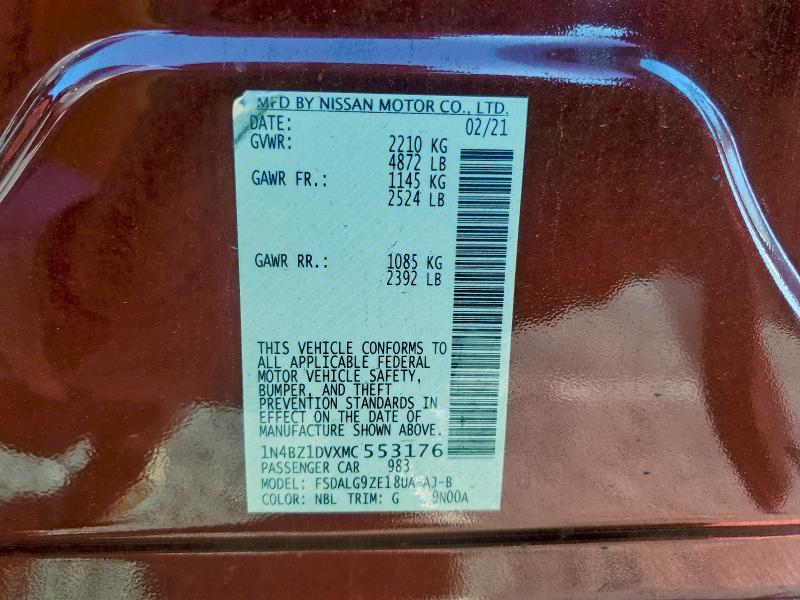 MFD BY NISSAN MOTOR CO., LTD.
DATE: 02/21
GVWR: 2210 KG
4872 LB
GAWR FR.: 1145 KG
2524 LB
GAWR RR.: 1085 KG
2392 LB
THIS VEHICLE CONFORMS TO
ALL APPLICABLE FEDERAL
MOTOR VEHICLE SAFETY,
BUMPER, AND THEFT
PREVENTION STANDARDS IN
EFFECT ON THE DATE OF
MANUFACTURE SHOWN ABOVE.
1N4BZ1DVXMC 553176
PASSENGER CAR 983
MODEL: FSDALG9ZE18UA-AJ-B
COLOR: NBL TRIM: G 9N00A